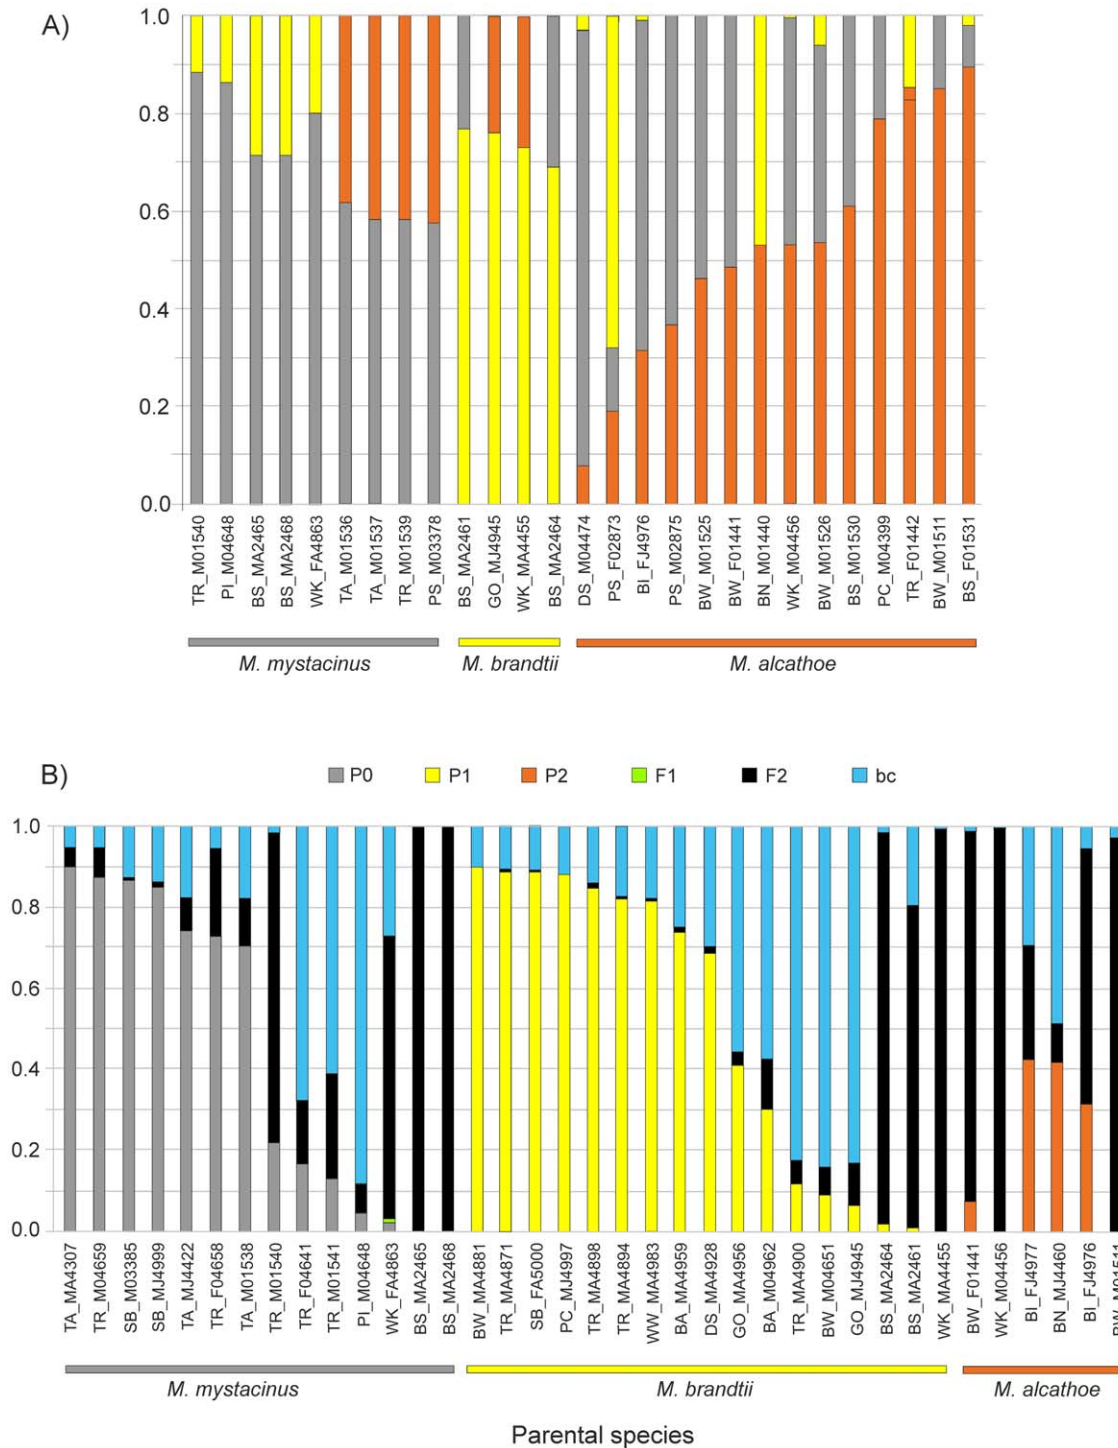 A)
1.0
0.8
0.6
0.4
0.2
0.0
TR_M01540 PI_M04648 BS_MA2465 BS_MA2468 WK_FA4863 TA_M01536 TA_M01537 TR_M01539 PS_M03378 BS_MA2461 GO_MJ4945 WK_MA4455 BS_MA2464 DS_M04474 PS_F02873 BI_FJ4976 PS_M02875 BW_M01525 BW_F01441 BN_M01440 WK_M04456 BW_M01526 BS_M01530 PC_M04399 TR_F01442 BW_M01511 BS_F01531
M. mystacinus M. brandtii M. alcathoe
B)
P0 P1 P2 F1 F2 bc
1.0
0.8
0.6
0.4
0.2
0.0
TA_MA4307 TR_M04659 SB_M03385 SB_MJ4999 TA_MJ4422 TR_F04658 TA_M01538 TR_M01540 TR_F04641 TR_M01541 PI_M04648 WK_FA4863 BS_MA2465 BS_MA2468 BW_MA4881 TR_MA4871 SB_FA5000 PC_MJ4997 TR_MA4898 TR_MA4894 WW_MA4983 BA_MA4959 DS_MA4928 GO_MA4956 BA_M04962 TR_MA4900 BW_M04651 GO_MJ4945 BS_MA2464 BS_MA2461 WK_MA4455 BW_F01441 WK_M04456 BI_FJ4977 BN_MJ4460 BI_FJ4976 BW_M01511
M. mystacinus M. brandtii M. alcathoe
Parental species